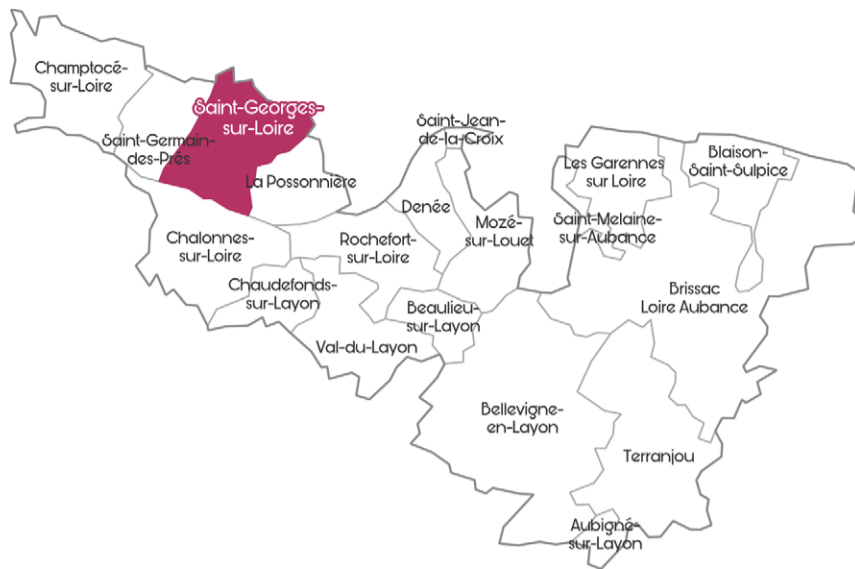 Champtocé-
sur-Loire
Saint-Georges-
sur-Loire
Saint-Germain-
des-Prés
La Possonnière
Saint-Jean-
de-la-Croix
Les Garennes
sur Loire
Blaison-
Saint-Sulpice
Denée
Mozé-
sur-Louet
Saint-Melaine-
sur-Aubance
Chalonnes-
sur-Loire
Rochefort-
sur-Loire
Chaudefonds-
sur-Layon
Beaulieu-
sur-Layon
Brissac
Loire Aubance
Val-du-Layon
Bellevigne-
en-Layon
Terranjou
Aubigné-
sur-Layon